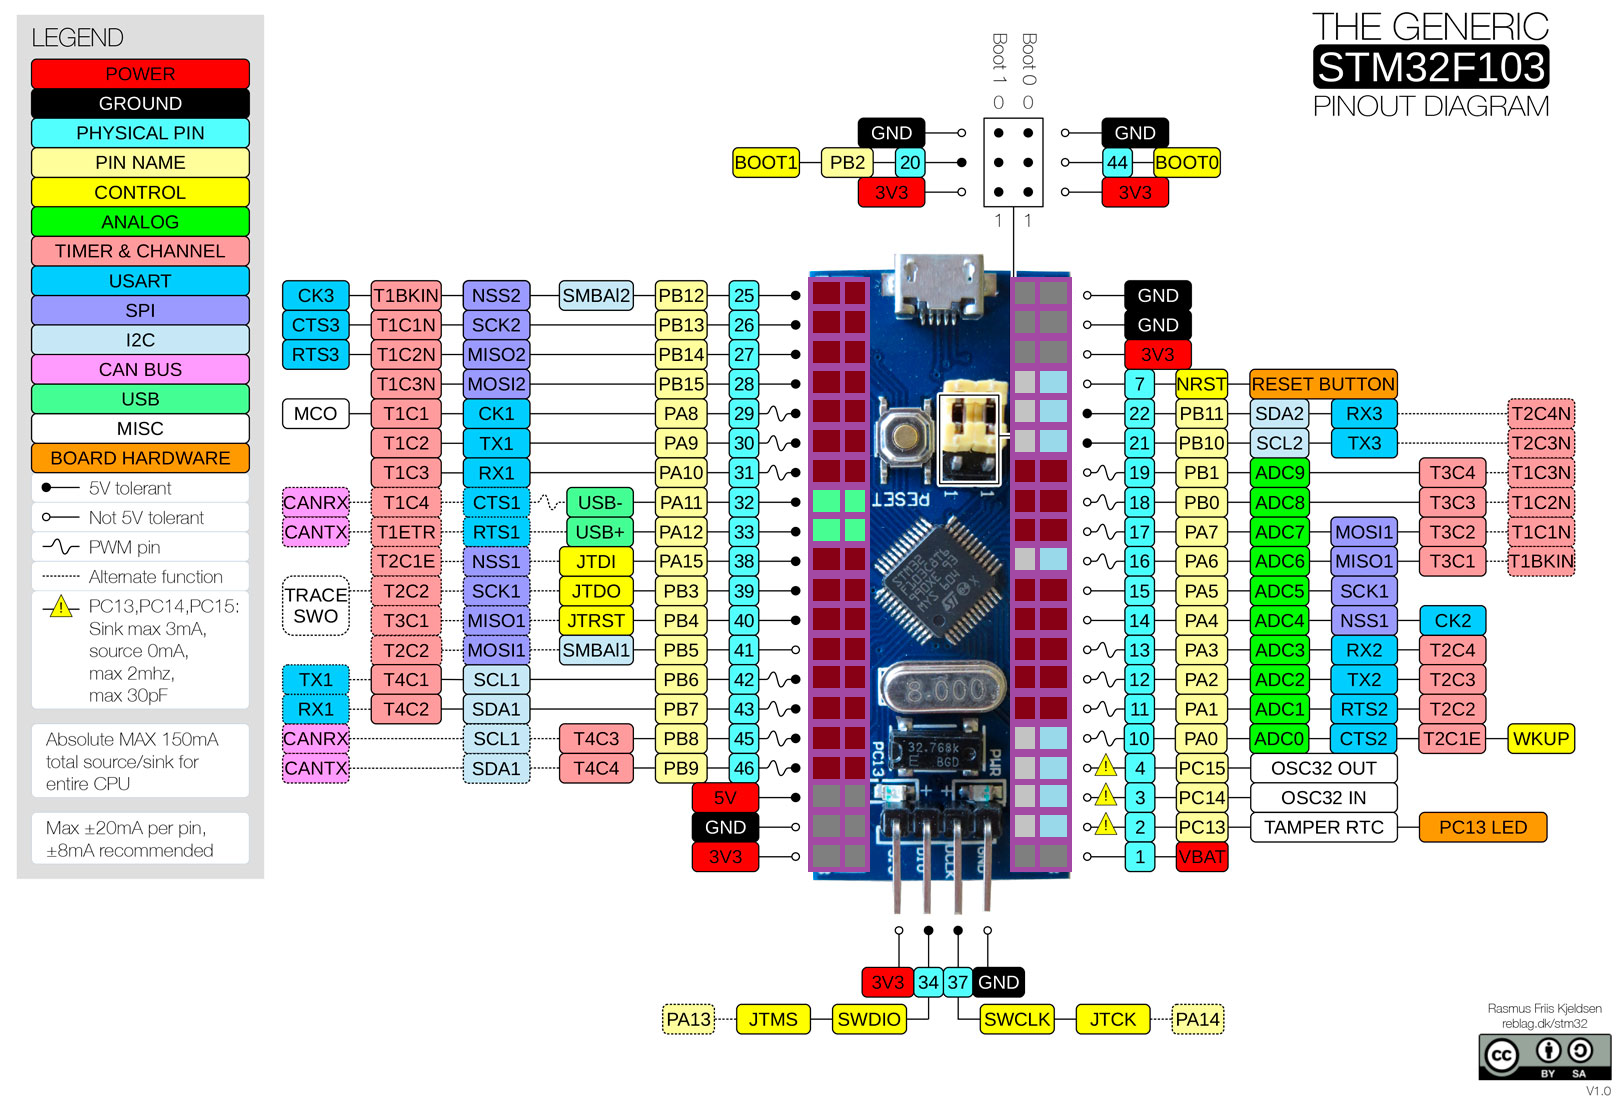 THE GENERIC
STM32F103
PINOUT DIAGRAM
LEGEND
POWER
GROUND
PHYSICAL PIN
PIN NAME
CONTROL
ANALOG
TIMER & CHANNEL
USART
SPI
I2C
CAN BUS
USB
MISC
BOARD HARDWARE
5V tolerant
Not 5V tolerant
PWM pin
Alternate function
PC13,PC14,PC15:
Sink max 3mA,
source 0mA,
max 2mhz,
max 30pF
Absolute MAX 150mA
total source/sink for
entire CPU
Max ±20mA per pin,
±8mA recommended
Boot 1 0
Boot 0 0
GND GND
BOOT1 PB2 20 44 BOOT0
3V3 3V3
1 1
CK3 T1BKIN NSS2 SMBAI2 PB12 25
CTS3 T1C1N SCK2 PB13 26
RTS3 T1C2N MISO2 PB14 27
T1C3N MOSI2 PB15 28
MCO T1C1 CK1 PA8 29
T1C2 TX1 PA9 30
T1C3 RX1 PA10 31
CANRX T1C4 CTS1 USB- PA11 32
CANTX T1ETR RTS1 USB+ PA12 33
T2C1E NSS1 JTDI PA15 38
TRACE
SWO
T2C2 SCK1 JTDO PB3 39
T3C1 MISO1 JTRST PB4 40
T2C2 MOSI1 SMBAI1 PB5 41
TX1 T4C1 SCL1 PB6 42
RX1 T4C2 SDA1 PB7 43
CANRX SCL1 T4C3 PB8 45
CANTX SDA1 T4C4 PB9 46
5V
GND
3V3
RESET
1 1
8.000
32.768k
BGD
PC13
PWR
GND
GND
3V3
7 NRST RESET BUTTON
22 PB11 SDA2 RX3 T2C4N
21 PB10 SCL2 TX3 T2C3N
19 PB1 ADC9 T3C4 T1C3N
18 PB0 ADC8 T3C3 T1C2N
17 PA7 ADC7 MOSI1 T3C2 T1C1N
16 PA6 ADC6 MISO1 T3C1 T1BKIN
15 PA5 ADC5 SCK1
14 PA4 ADC4 NSS1 CK2
13 PA3 ADC3 RX2 T2C4
12 PA2 ADC2 TX2 T2C3
11 PA1 ADC1 RTS2 T2C2
10 PA0 ADC0 CTS2 T2C1E WKUP
4 PC15 OSC32 OUT
3 PC14 OSC32 IN
2 PC13 TAMPER RTC PC13 LED
1 VBAT
3V3 34 37 GND
PA13 JTMS SWDIO SWCLK JTCK PA14
Rasmus Friis Kjeldsen
reblag.dk/stm32
cc BY SA
V1.0